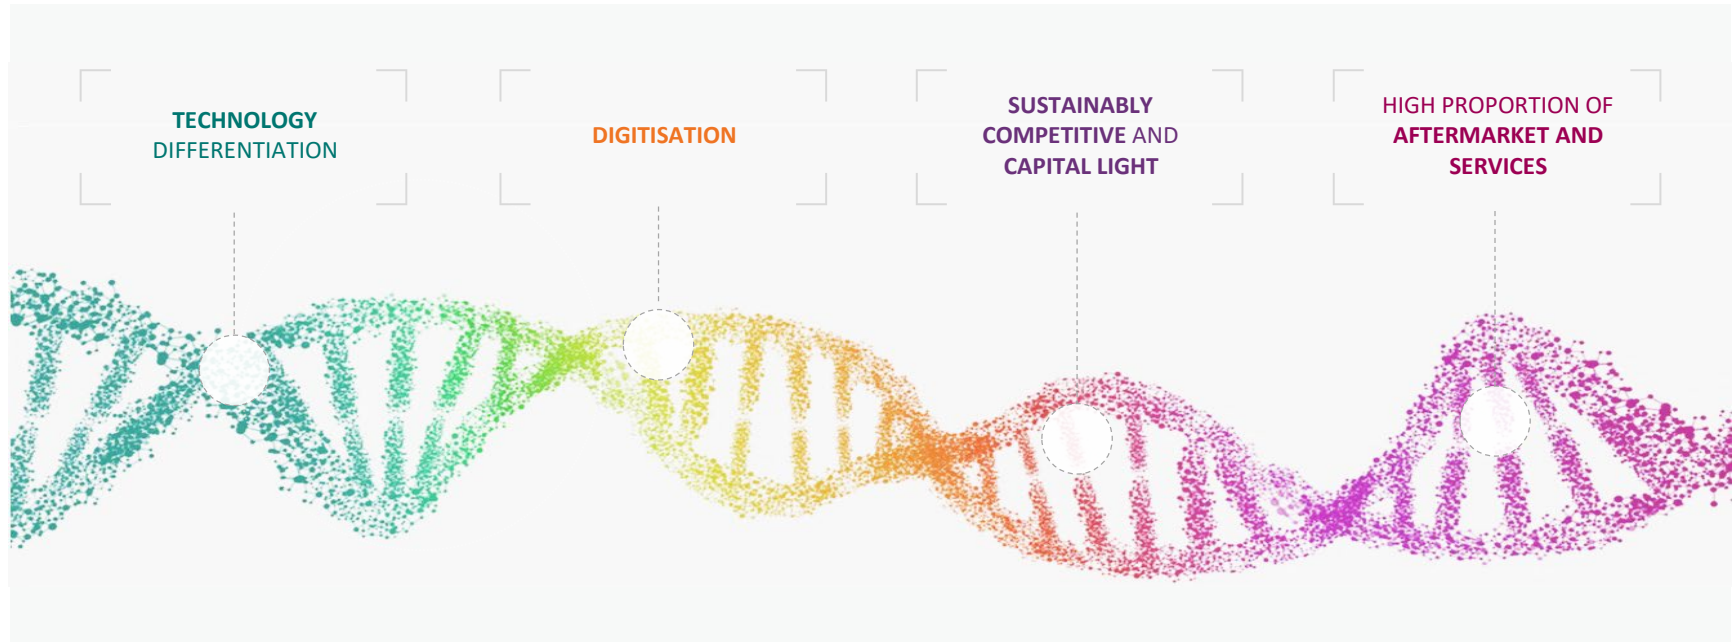 TECHNOLOGY
DIFFERENTIATION
DIGITISATION
SUSTAINABLY
COMPETITIVE AND
CAPITAL LIGHT
HIGH PROPORTION OF
AFTERMARKET AND
SERVICES